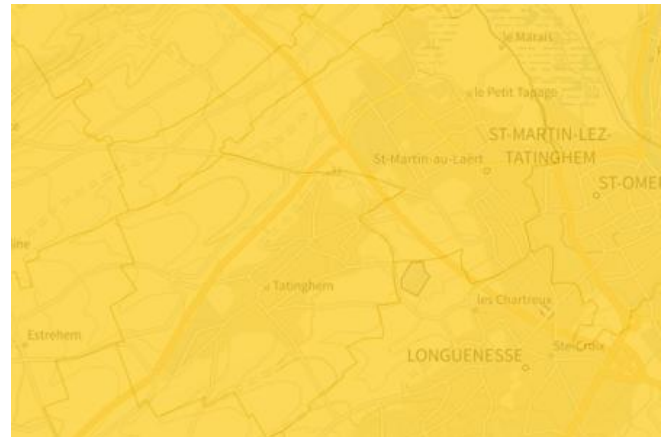 le Marais
le Petit Tapage
ST-MARTIN-LEZ-
TATINGHEM
St-Martin-au-Laërt
ST-OMER
Tatinghem
les Chartreux
Estrehem
Ste-Croix
LONGUENESSE